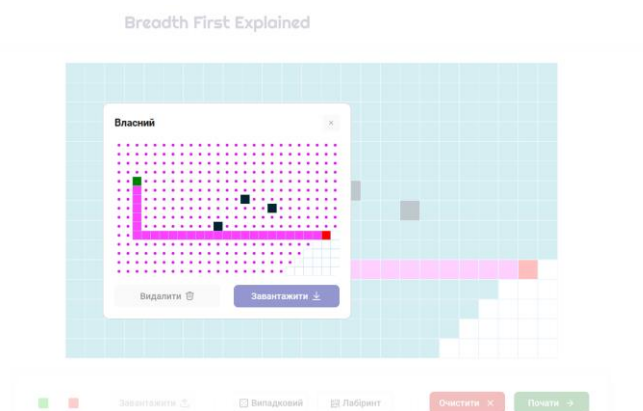 Breadth First Explained
Власний
Видалити
Завантажити
Завантажити
Випадковий
Лабіринт
Очистити
Почати